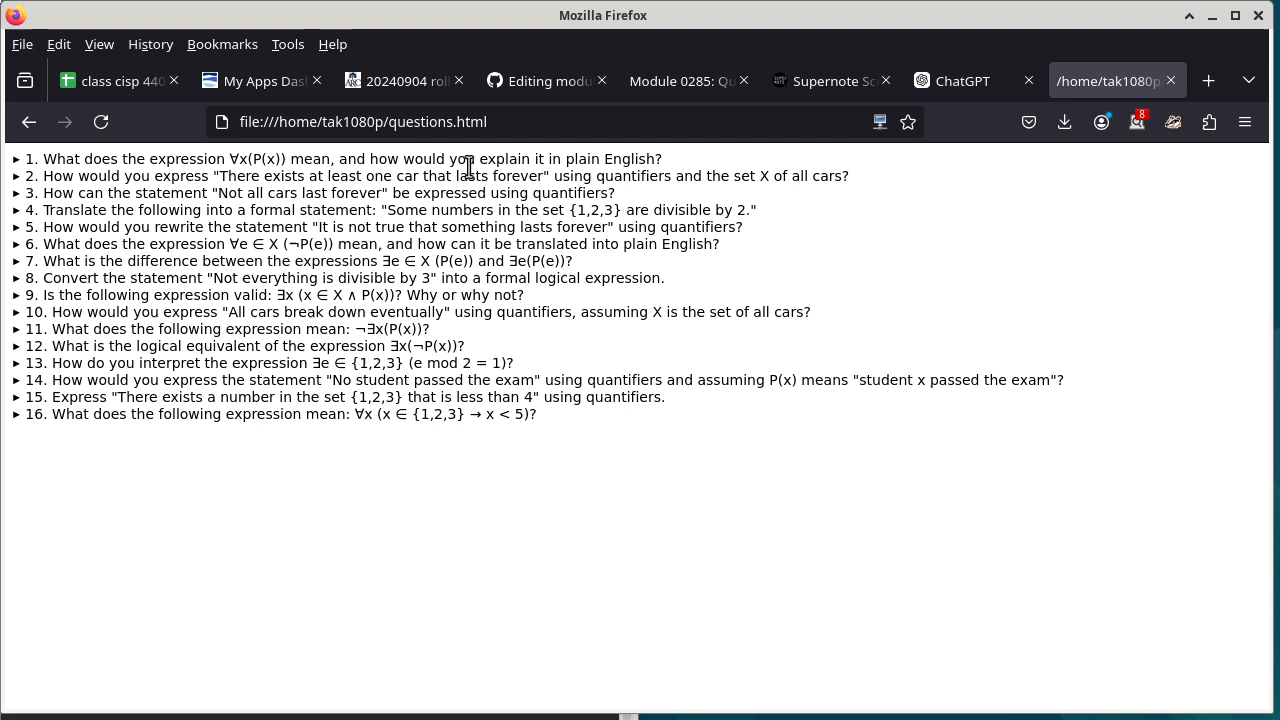 Mozilla Firefox
File Edit View History Bookmarks Tools Help
class cisp 440 My Apps Das 20240904 roll Editing modu Module 0285: Qu Supernote Sc ChatGPT /home/tak1080p
file:///home/tak1080p/questions.html 8
▸ 1. What does the expression ∀x(P(x)) mean, and how would you explain it in plain English?
▸ 2. How would you express "There exists at least one car that lasts forever" using quantifiers and the set X of all cars?
▸ 3. How can the statement "Not all cars last forever" be expressed using quantifiers?
▸ 4. Translate the following into a formal statement: "Some numbers in the set {1,2,3} are divisible by 2."
▸ 5. How would you rewrite the statement "It is not true that something lasts forever" using quantifiers?
▸ 6. What does the expression ∀e ∈ X (¬P(e)) mean, and how can it be translated into plain English?
▸ 7. What is the difference between the expressions ∃e ∈ X (P(e)) and ∃e(P(e))?
▸ 8. Convert the statement "Not everything is divisible by 3" into a formal logical expression.
▸ 9. Is the following expression valid: ∃x (x ∈ X ∧ P(x))? Why or why not?
▸ 10. How would you express "All cars break down eventually" using quantifiers, assuming X is the set of all cars?
▸ 11. What does the following expression mean: ¬∃x(P(x))?
▸ 12. What is the logical equivalent of the expression ∃x(¬P(x))?
▸ 13. How do you interpret the expression ∃e ∈ {1,2,3} (e mod 2 = 1)?
▸ 14. How would you express the statement "No student passed the exam" using quantifiers and assuming P(x) means "student x passed the exam"?
▸ 15. Express "There exists a number in the set {1,2,3} that is less than 4" using quantifiers.
▸ 16. What does the following expression mean: ∀x (x ∈ {1,2,3} → x < 5)?